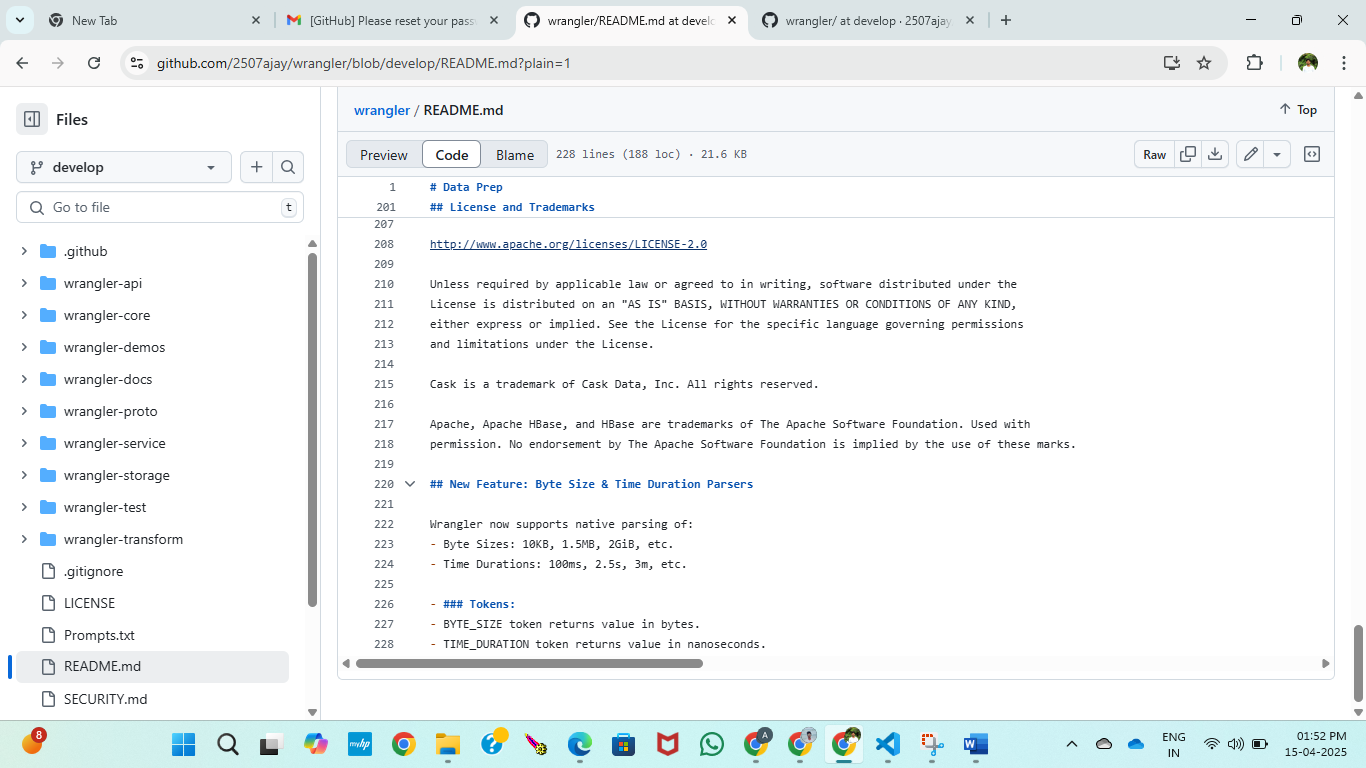 New Tab
[GitHub] Please reset your pass
wrangler/README.md at develo
wrangler/ at develop · 2507ajay
github.com/2507ajay/wrangler/blob/develop/README.md?plain=1
Files
develop
Go to file
t
.github
wrangler-api
wrangler-core
wrangler-demos
wrangler-docs
wrangler-proto
wrangler-service
wrangler-storage
wrangler-test
wrangler-transform
.gitignore
LICENSE
Prompts.txt
README.md
SECURITY.md
wrangler / README.md
Top
Preview
Code
Blame
228 lines (188 loc) · 21.6 KB
Raw
1 # Data Prep
201 ## License and Trademarks
207
208 http://www.apache.org/licenses/LICENSE-2.0
209
210 Unless required by applicable law or agreed to in writing, software distributed under the
211 License is distributed on an "AS IS" BASIS, WITHOUT WARRANTIES OR CONDITIONS OF ANY KIND,
212 either express or implied. See the License for the specific language governing permissions
213 and limitations under the License.
214
215 Cask is a trademark of Cask Data, Inc. All rights reserved.
216
217 Apache, Apache HBase, and HBase are trademarks of The Apache Software Foundation. Used with
218 permission. No endorsement by The Apache Software Foundation is implied by the use of these marks.
219
220 ## New Feature: Byte Size & Time Duration Parsers
221
222 Wrangler now supports native parsing of:
223 - Byte Sizes: 10KB, 1.5MB, 2GiB, etc.
224 - Time Durations: 100ms, 2.5s, 3m, etc.
225
226 - ### Tokens:
227 - BYTE_SIZE token returns value in bytes.
228 - TIME_DURATION token returns value in nanoseconds.
8
myhp
A
ENG
IN
01:52 PM
15-04-2025